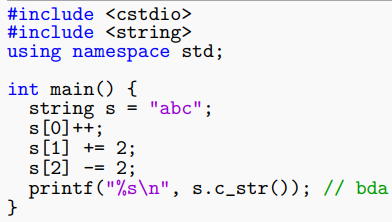 #include <cstdio>
#include <string>
using namespace std;

int main() {
  string s = "abc";
  s[0]++;
  s[1] += 2;
  s[2] -= 2;
  printf("%s\n", s.c_str()); // bda
}